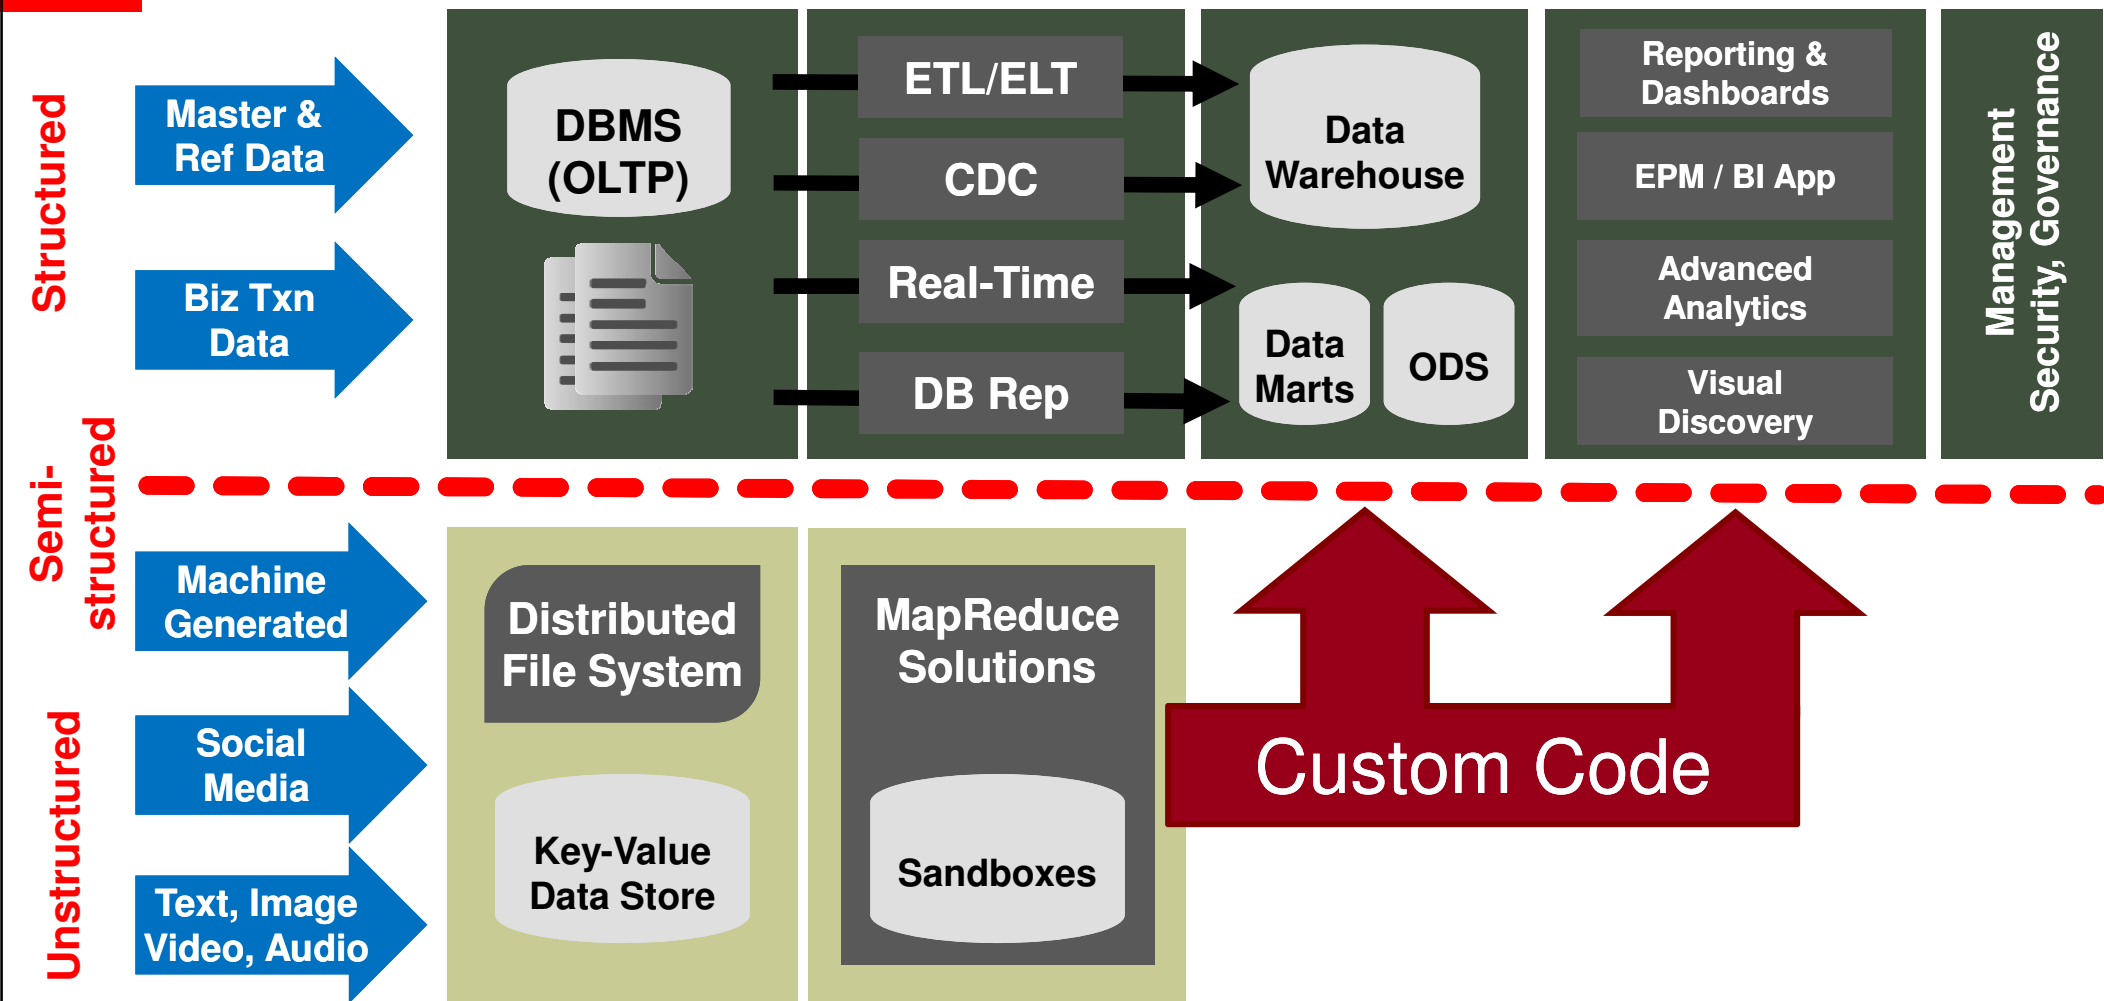 Structured
Master &
Ref Data
Biz Txn
Data
DBMS
(OLTP)
ETL/ELT
CDC
Real-Time
DB Rep
Data
Warehouse
Data
Marts
ODS
Reporting &
Dashboards
EPM / BI App
Advanced
Analytics
Visual
Discovery
Management
Security, Governance
Semi-
structured
Machine
Generated
Unstructured
Social
Media
Text, Image
Video, Audio
Distributed
File System
Key-Value
Data Store
MapReduce
Solutions
Sandboxes
Custom Code